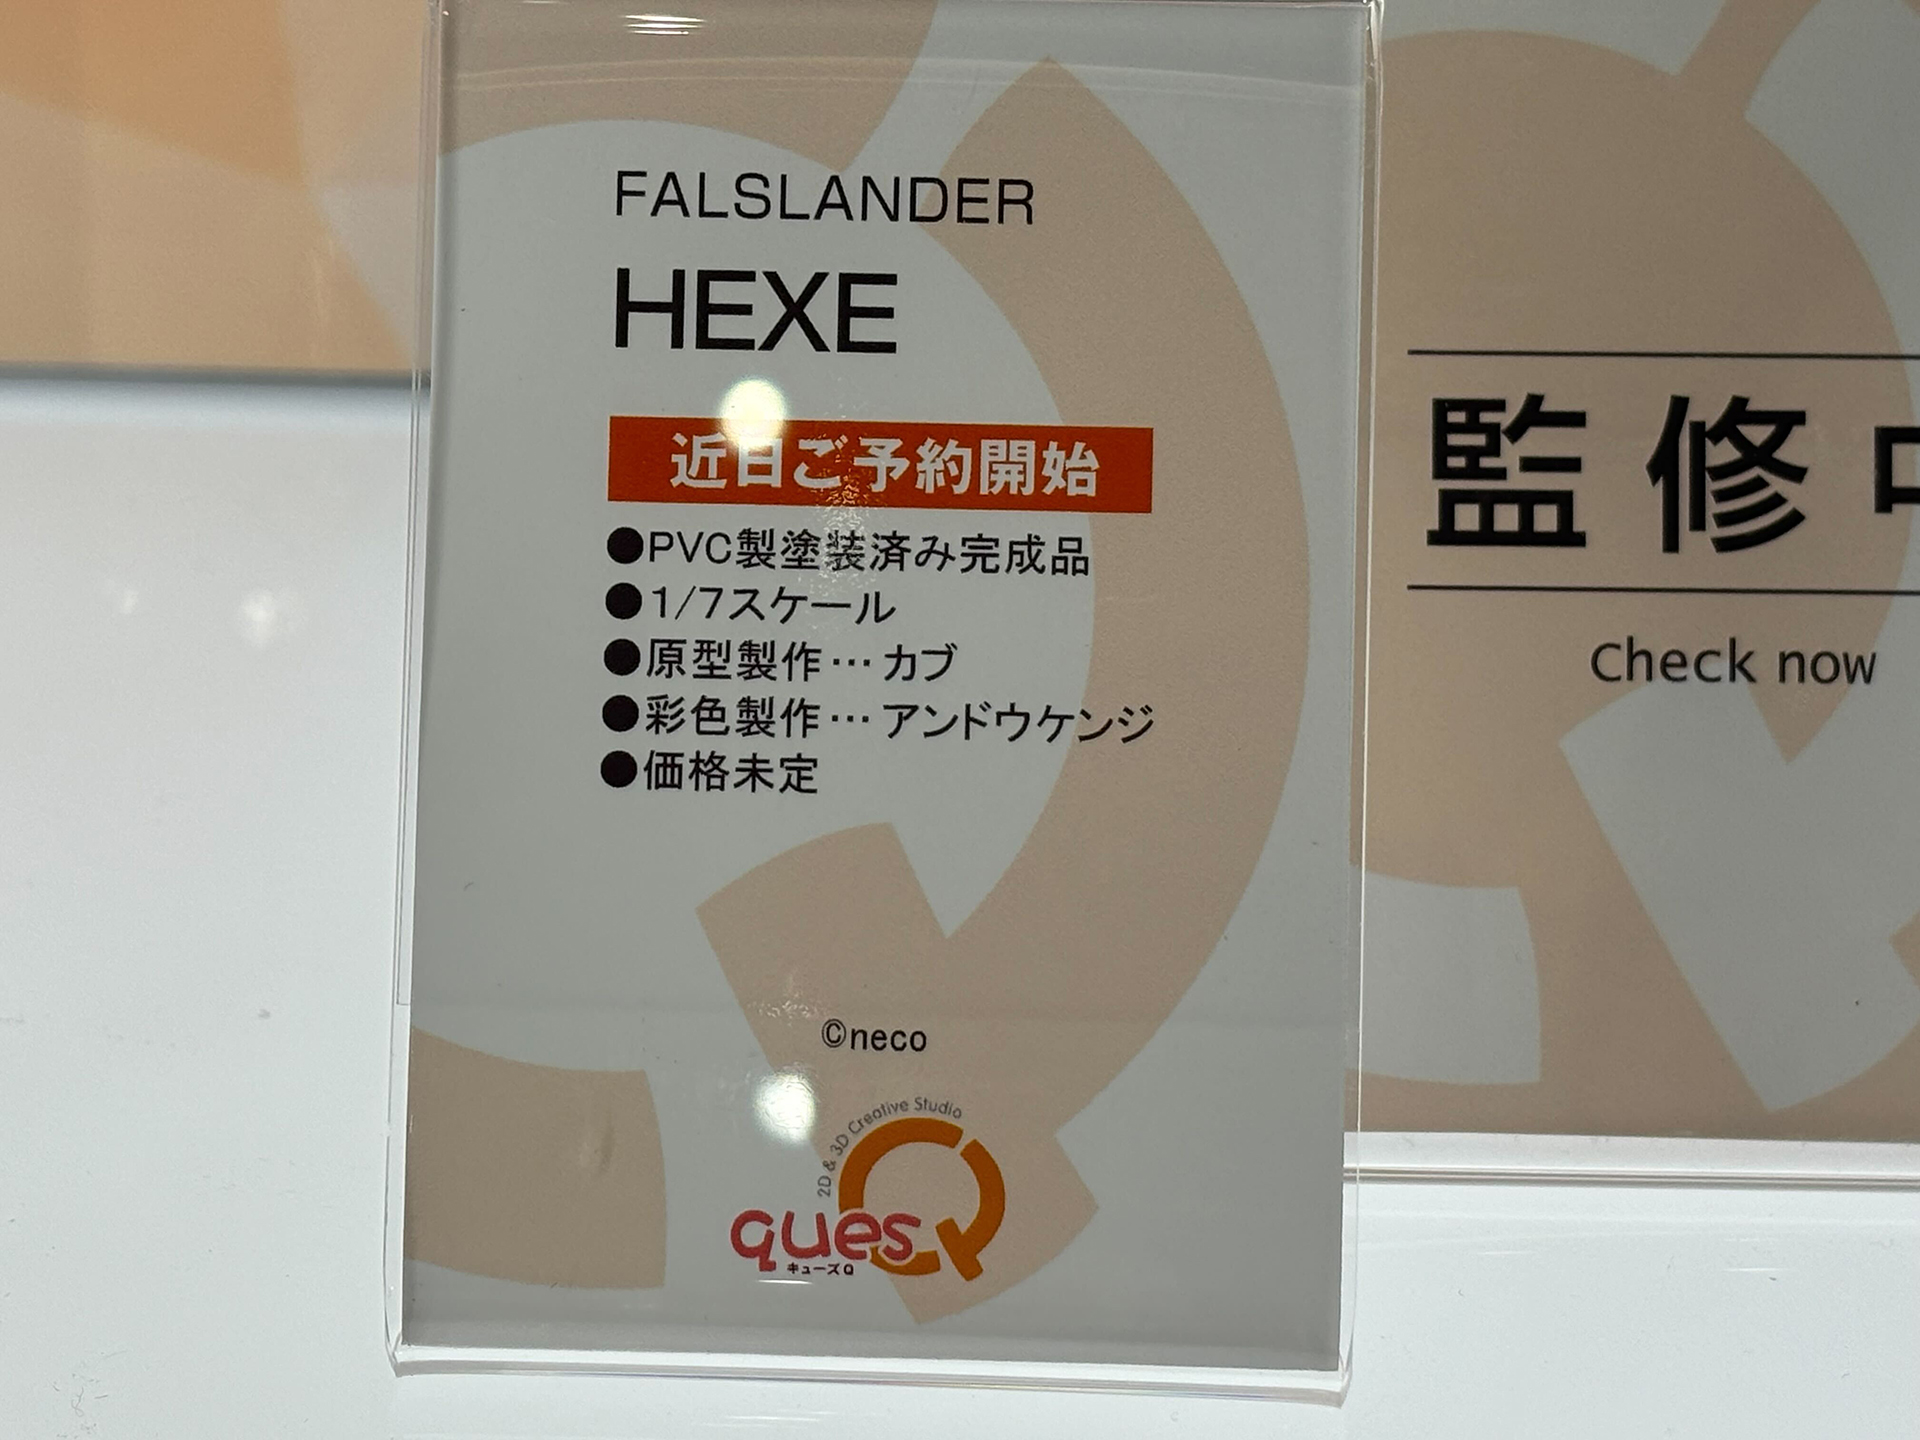 FALSLANDER
HEXE
近日ご予約開始
●PVC製塗装済み完成品
●1/7スケール
●原型製作…カブ
●彩色製作…アンドウケンジ
●価格未定
©neco
2D & 3D Creative Studio
quesQ
キューズQ
監修中
Check now